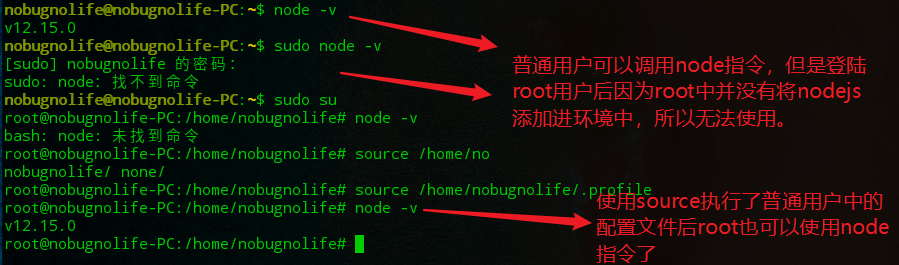 nobugnolife@nobugnolife-PC:~$ node -v
v12.15.0
nobugnolife@nobugnolife-PC:~$ sudo node -v
[sudo] nobugnolife 的密码：
sudo: node: 找不到命令
nobugnolife@nobugnolife-PC:~$ sudo su
root@nobugnolife-PC:/home/nobugnolife# node -v
bash: node: 未找到命令
root@nobugnolife-PC:/home/nobugnolife# source /home/no
nobugnolife/ none/
root@nobugnolife-PC:/home/nobugnolife# source /home/nobugnolife/.profile
root@nobugnolife-PC:/home/nobugnolife# node -v
v12.15.0
root@nobugnolife-PC:/home/nobugnolife#
普通用户可以调用node指令，但是登陆
root用户后因为root中并没有将nodejs
添加进环境中，所以无法使用。
使用source执行了普通用户中的
配置文件后root也可以使用node
指令了